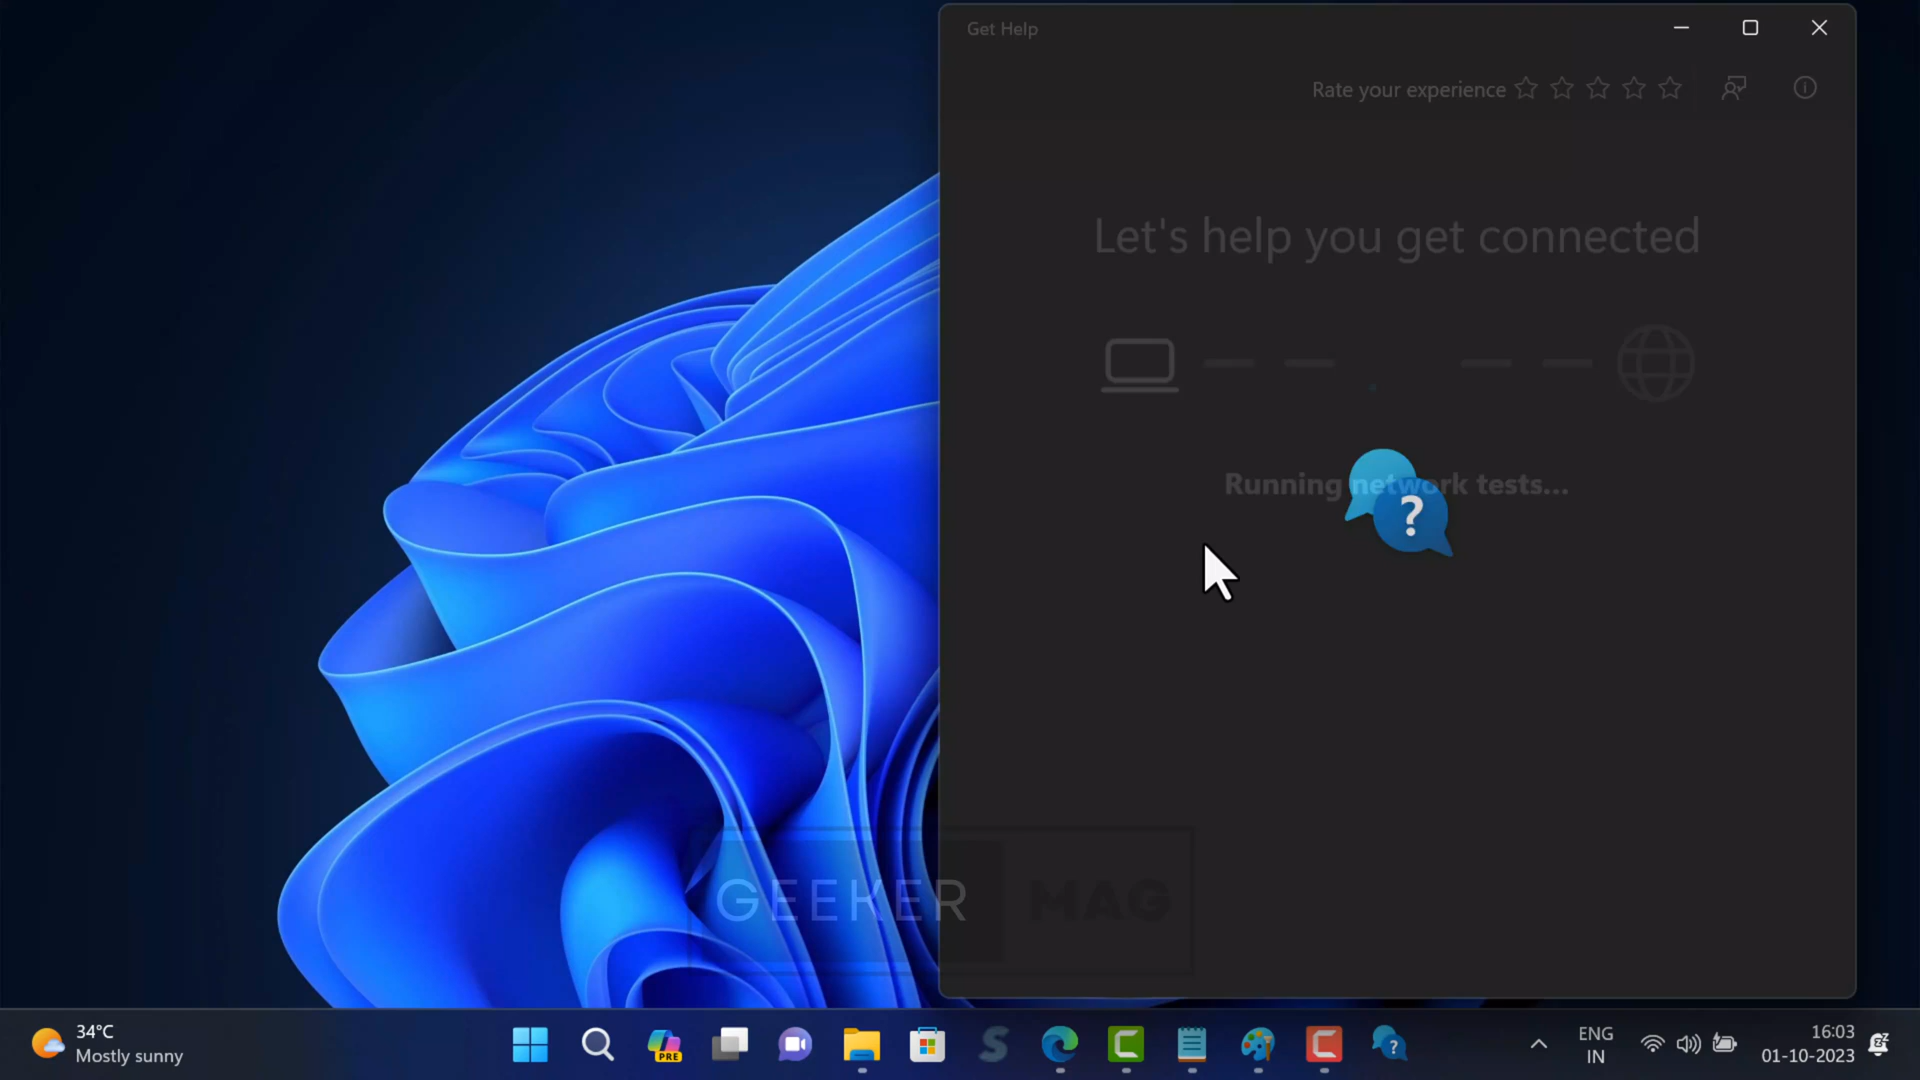 Get Help
Rate your experience
Let's help you get connected
Running network tests...
?
GEEKER MAG
34°C
Mostly sunny
PRE
?
ENG
IN
16:03
01-10-2023